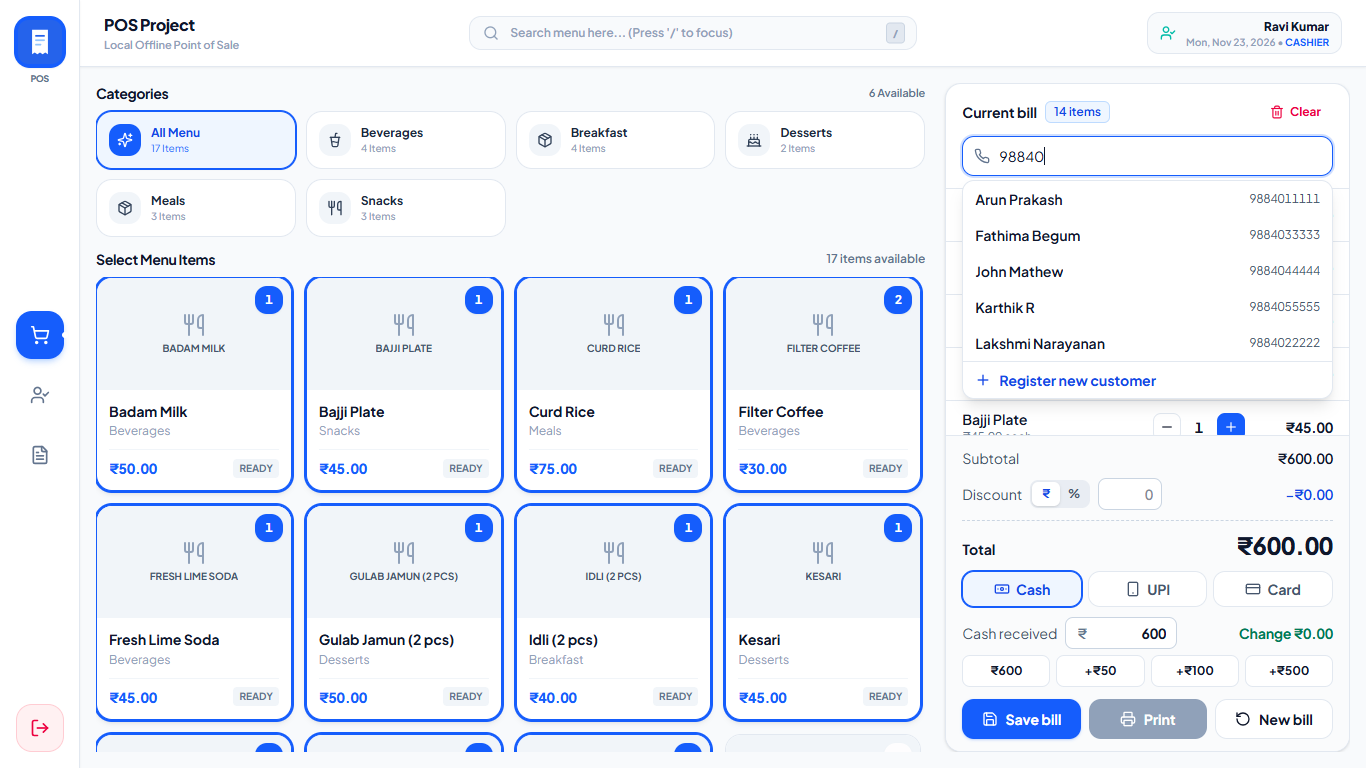 POS
POS Project
Local Offline Point of Sale
Search menu here... (Press '/' to focus)
/
Ravi Kumar
Mon, Nov 23, 2026 • CASHIER
Categories
6 Available
All Menu
17 Items
Beverages
4 Items
Breakfast
4 Items
Desserts
2 Items
Meals
3 Items
Snacks
3 Items
Select Menu Items
17 items available
1
BADAM MILK
Badam Milk
Beverages
₹50.00
READY
1
BAJJI PLATE
Bajji Plate
Snacks
₹45.00
READY
1
CURD RICE
Curd Rice
Meals
₹75.00
READY
2
FILTER COFFEE
Filter Coffee
Beverages
₹30.00
READY
1
FRESH LIME SODA
Fresh Lime Soda
Beverages
₹45.00
READY
1
GULAB JAMUN (2 PCS)
Gulab Jamun (2 pcs)
Desserts
₹50.00
READY
1
IDLI (2 PCS)
Idli (2 pcs)
Breakfast
₹40.00
READY
1
KESARI
Kesari
Desserts
₹45.00
READY
Current bill
14 items
Clear
98840
Arun Prakash 9884011111
Fathima Begum 9884033333
John Mathew 9884044444
Karthik R 9884055555
Lakshmi Narayanan 9884022222
+ Register new customer
Bajji Plate − 1 + ₹45.00
Subtotal ₹600.00
Discount ₹ % 0 −₹0.00
Total ₹600.00
Cash UPI Card
Cash received ₹ 600 Change ₹0.00
₹600 +₹50 +₹100 +₹500
Save bill Print New bill